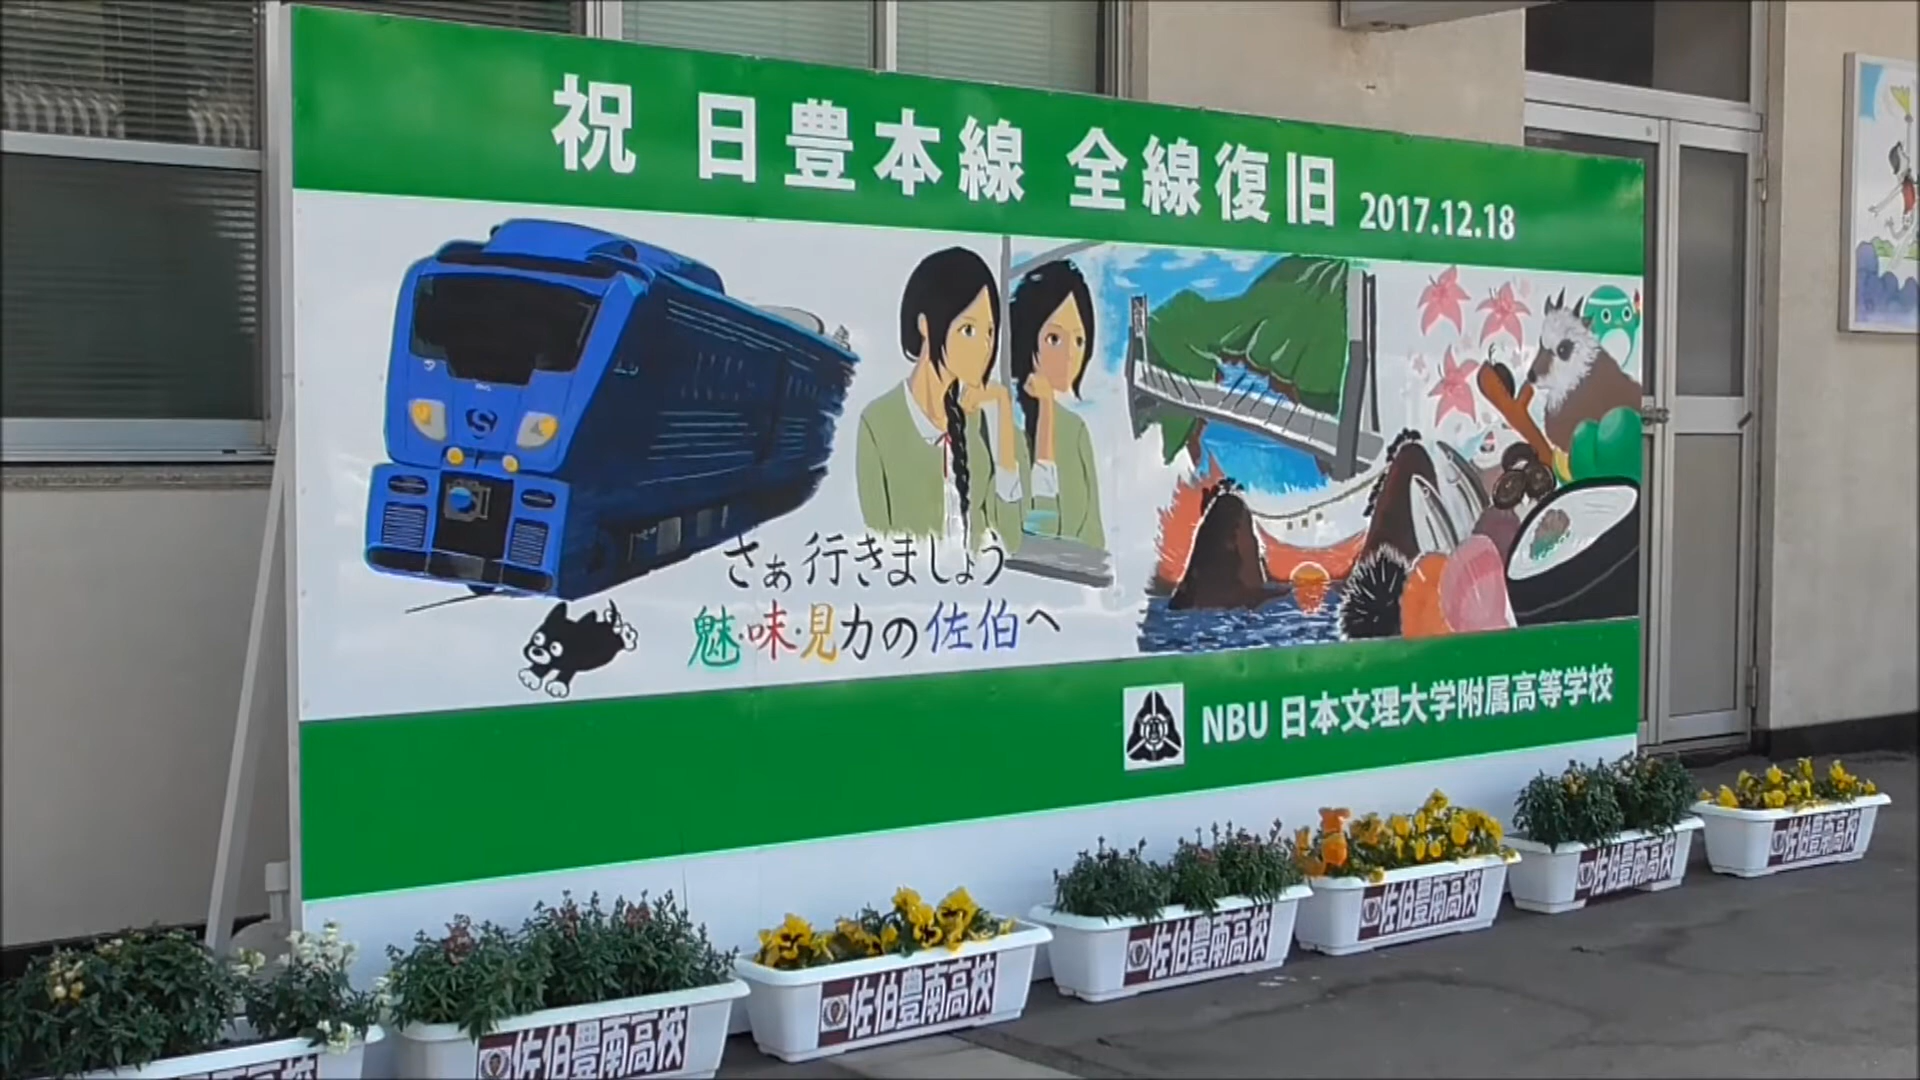 祝 日豊本線 全線復旧 2017.12.18
さぁ行きましょう
魅・味・見力の佐伯へ
NBU 日本文理大学附属高等学校
佐伯豊南高校
佐伯豊南高校
佐伯豊南高校
佐伯豊南高校
佐伯豊南高校
佐伯豊南高校